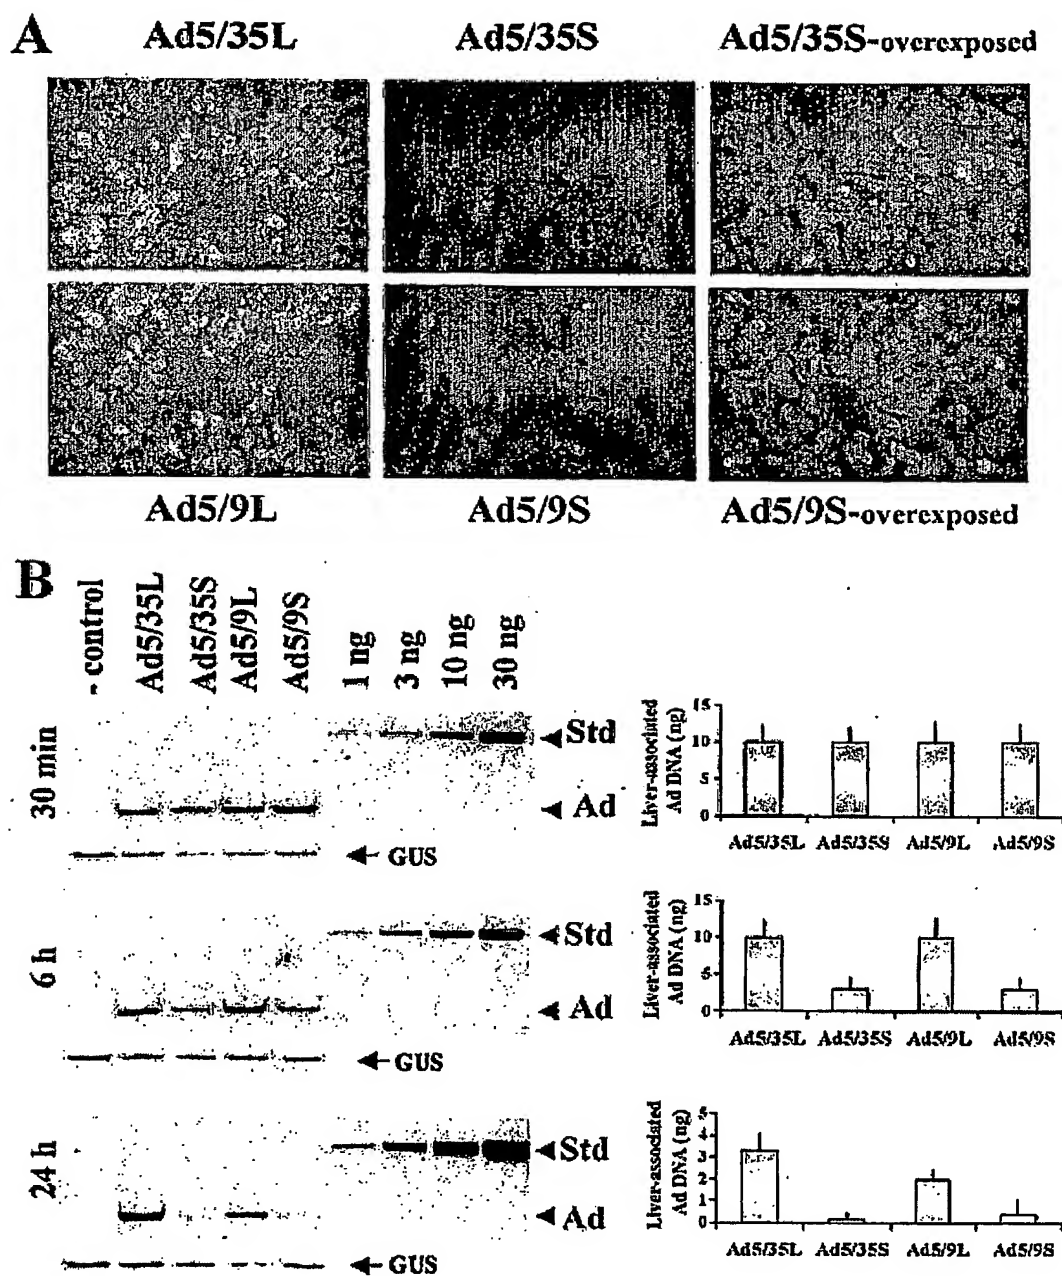 A
Ad5/35L Ad5/35S Ad5/35S-overexposed
Ad5/9L Ad5/9S Ad5/9S-overexposed
B
- control Ad5/35L Ad5/35S Ad5/9L Ad5/9S 1 ng 3 ng 10 ng 30 ng
30 min
Std
Ad
GUS
Liver-associated
Ad DNA (ng)
15
10
5
0
Ad5/35L Ad5/35S Ad5/9L Ad5/9S
6 h
Std
Ad
GUS
Liver-associated
Ad DNA (ng)
15
10
5
0
Ad5/35L Ad5/35S Ad5/9L Ad5/9S
24 h
Std
Ad
GUS
Liver-associated
Ad DNA (ng)
5
4
3
2
1
0
Ad5/35L Ad5/35S Ad5/9L Ad5/9S